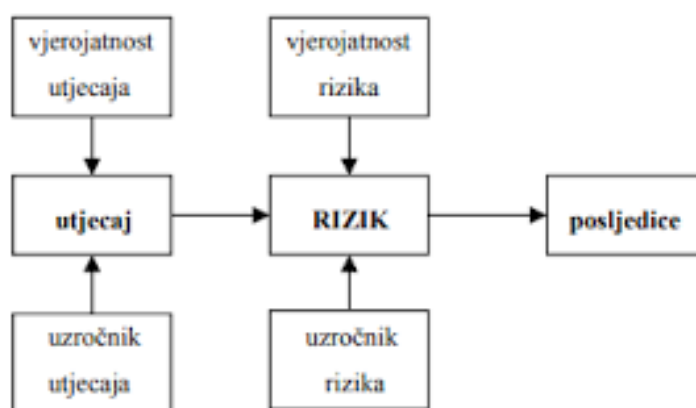 vjerojatnost
utjecaja
vjerojatnost
rizika
utjecaj
RIZIK
posljedice
uzročnik
utjecaja
uzročnik
rizika